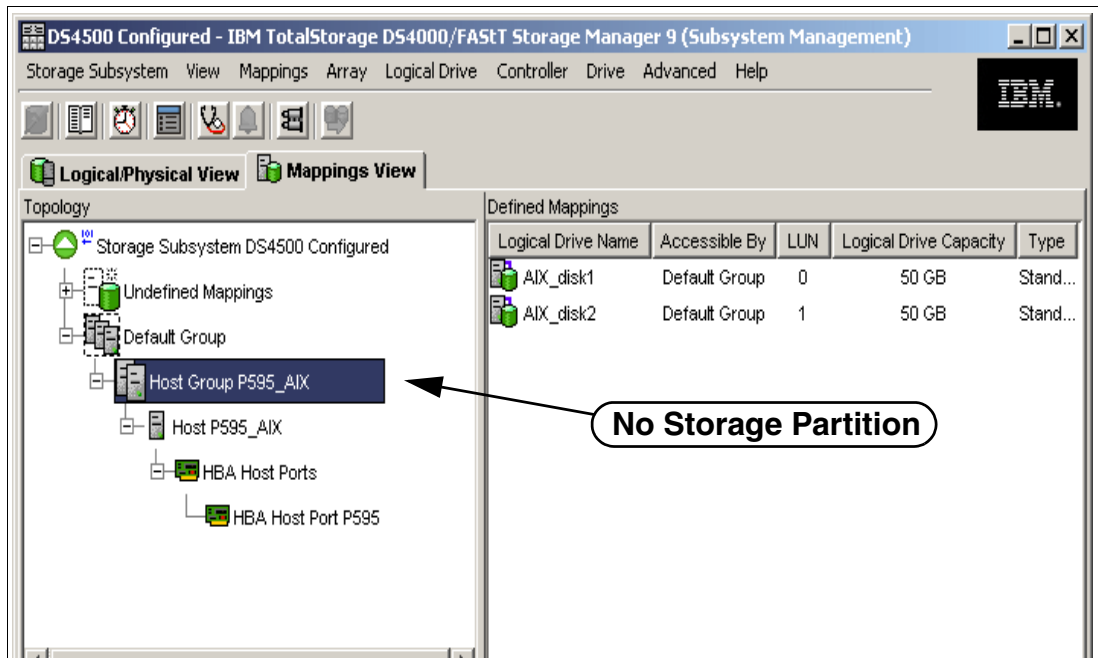 DS4500 Configured - IBM TotalStorage DS4000/FAStT Storage Manager 9 (Subsystem Management)
Storage Subsystem View Mappings Array Logical Drive Controller Drive Advanced Help
IBM.
Logical/Physical View Mappings View
Topology
Storage Subsystem DS4500 Configured
Undefined Mappings
Default Group
Host Group P595_AIX
Host P595_AIX
HBA Host Ports
HBA Host Port P595
Defined Mappings
Logical Drive Name Accessible By LUN Logical Drive Capacity Type
AIX_disk1 Default Group 0 50 GB Stand...
AIX_disk2 Default Group 1 50 GB Stand...
No Storage Partition